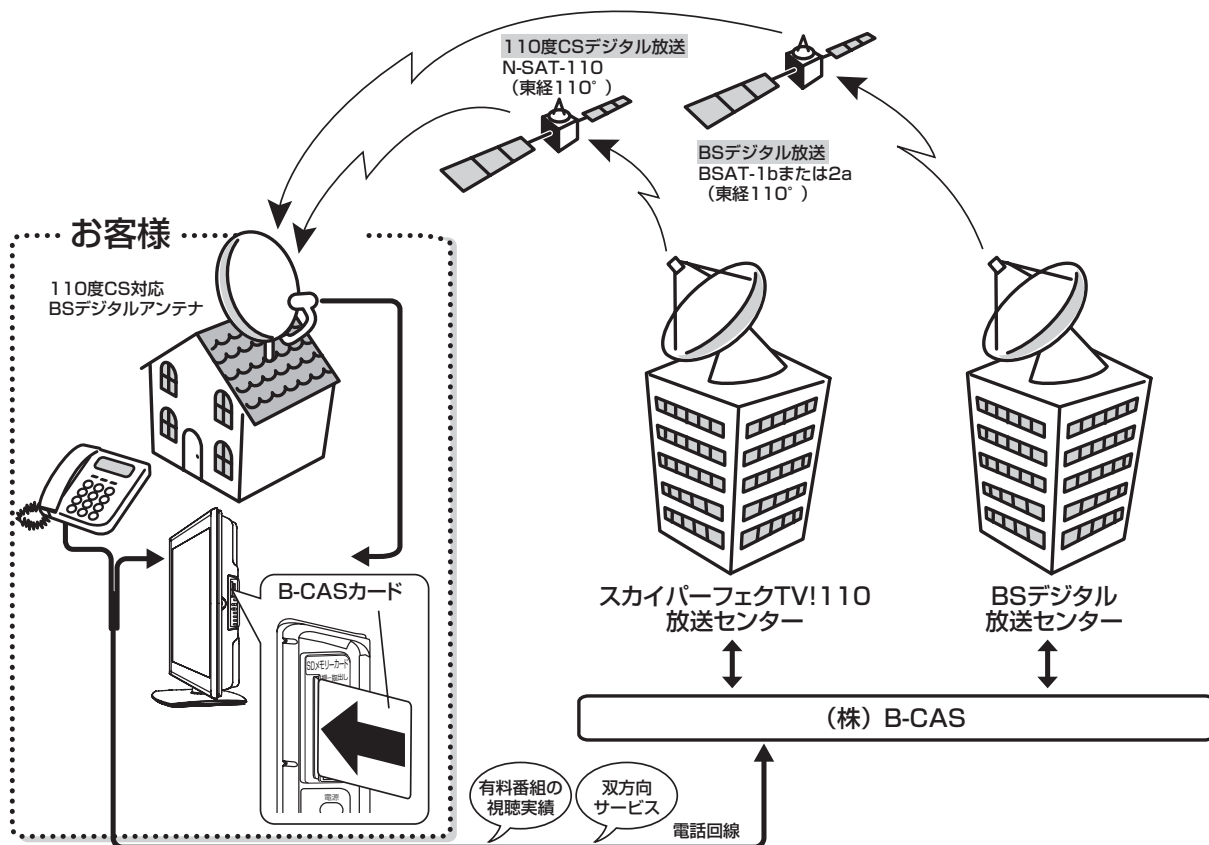 110度CSデジタル放送
N-SAT-110
（東経110°）
BSデジタル放送
BSAT-1bまたは2a
（東経110°）
お客様
110度CS対応
BSデジタルアンテナ
B-CASカード
SDメモリーカード
電源
スカイパーフェクTV!110
放送センター
BSデジタル
放送センター
（株）B-CAS
有料番組の
視聴実績
双方向
サービス
電話回線